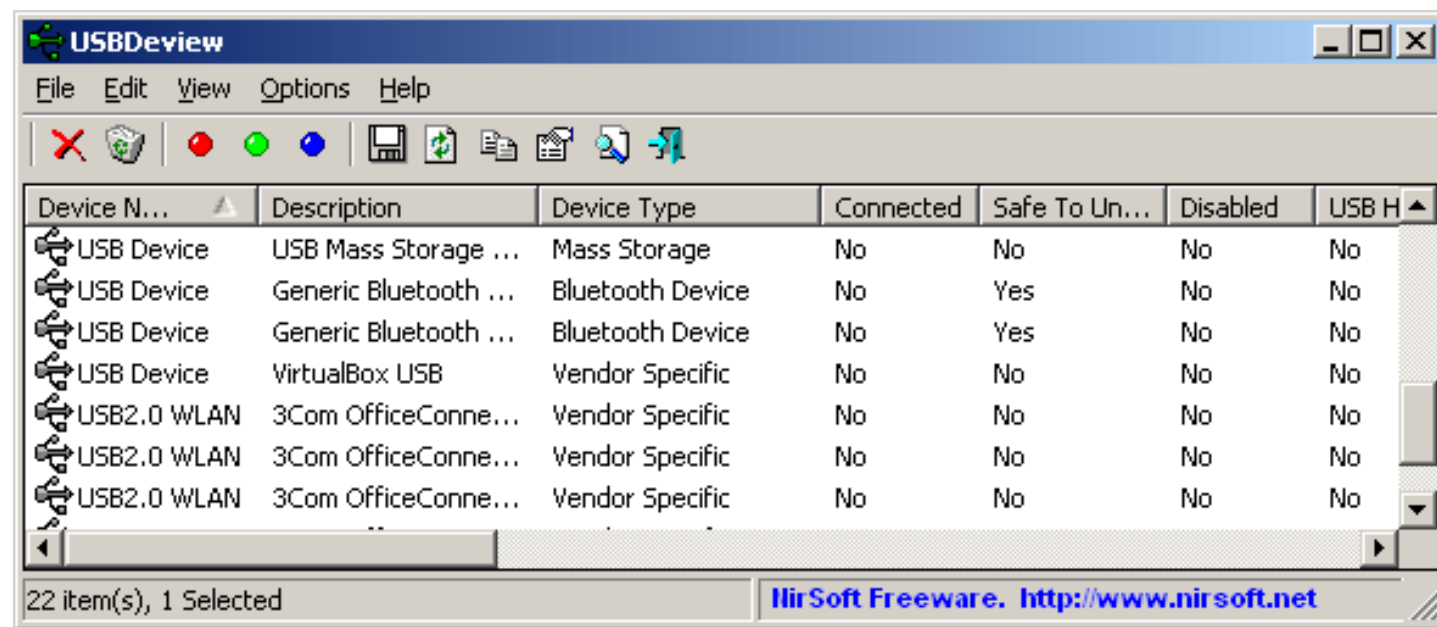 USBDeview
File Edit View Options Help
Device N... Description Device Type Connected Safe To Un... Disabled USB H
USB Device USB Mass Storage ... Mass Storage No No No No
USB Device Generic Bluetooth ... Bluetooth Device No Yes No No
USB Device Generic Bluetooth ... Bluetooth Device No Yes No No
USB Device VirtualBox USB Vendor Specific No No No No
USB2.0 WLAN 3Com OfficeConne... Vendor Specific No No No No
USB2.0 WLAN 3Com OfficeConne... Vendor Specific No No No No
USB2.0 WLAN 3Com OfficeConne... Vendor Specific No No No No
22 item(s), 1 Selected NirSoft Freeware. http://www.nirsoft.net